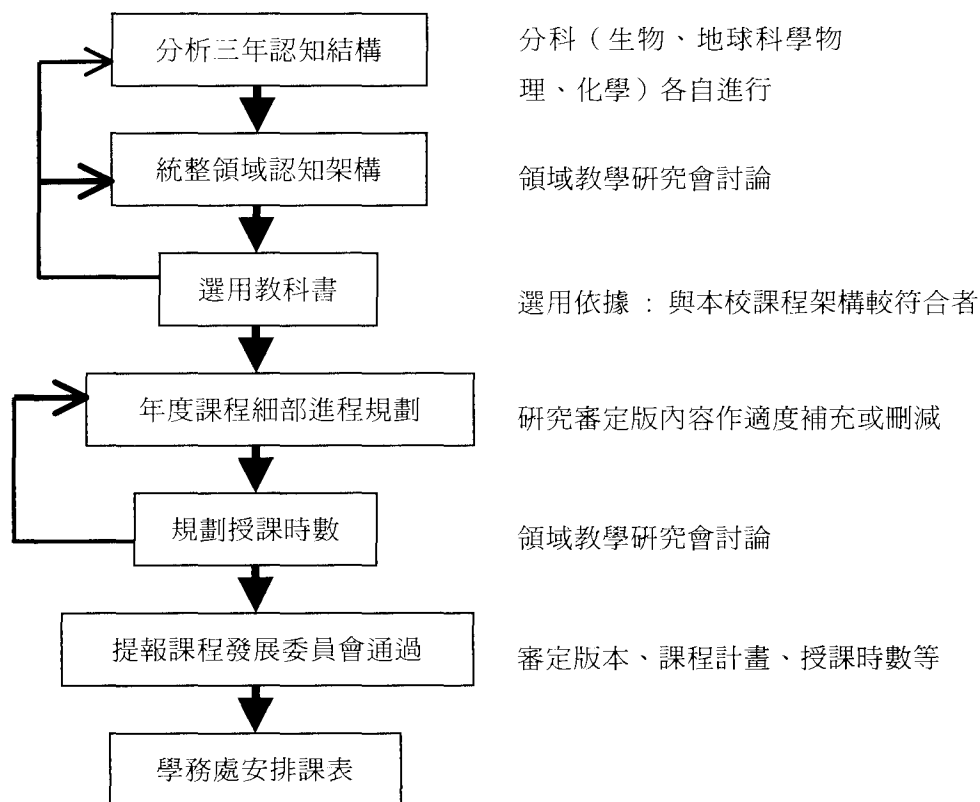 分析三年認知結構
分科（生物、地球科學物
理、化學）各自進行
統整領域認知架構
領域教學研究會討論
選用教科書
選用依據：與本校課程架構較符合者
年度課程細部進程規劃
研究審定版內容作適度補充或刪減
規劃授課時數
領域教學研究會討論
提報課程發展委員會通過
審定版本、課程計畫、授課時數等
學務處安排課表